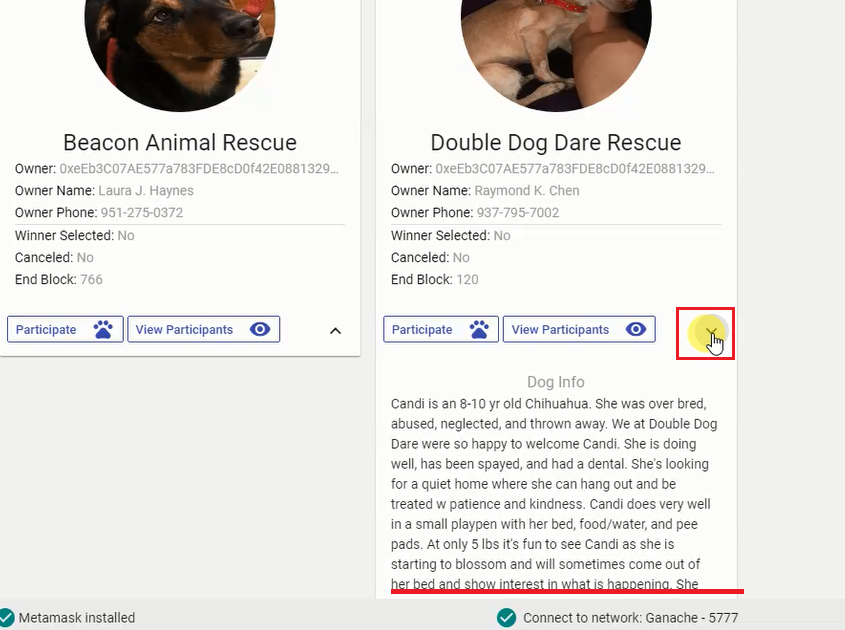 Beacon Animal Rescue
Owner: 0xeEb3C07AE577a783FDE8cD0f42E0881329...
Owner Name: Laura J. Haynes
Owner Phone: 951-275-0372
Winner Selected: No
Canceled: No
End Block: 766
Participate
View Participants
Double Dog Dare Rescue
Owner: 0xeEb3C07AE577a783FDE8cD0f42E0881329...
Owner Name: Raymond K. Chen
Owner Phone: 937-795-7002
Winner Selected: No
Canceled: No
End Block: 120
Participate
View Participants
Dog Info
Candi is an 8-10 yr old Chihuahua. She was over bred,
abused, neglected, and thrown away. We at Double Dog
Dare were so happy to welcome Candi. She is doing
well, has been spayed, and had a dental. She's looking
for a quiet home where she can hang out and be
treated w patience and kindness. Candi does very well
in a small playpen with her bed, food/water, and pee
pads. At only 5 lbs it's fun to see Candi as she is
starting to blossom and will sometimes come out of
her bed and show interest in what is happening. She
Metamask installed
Connect to network: Ganache - 5777